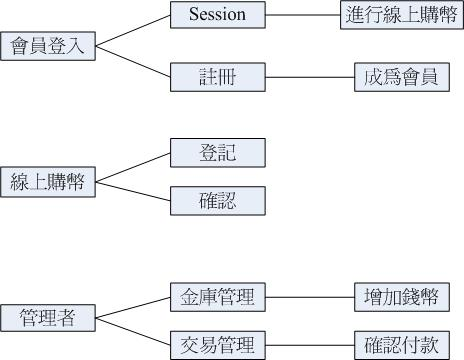 Session
進行線上購幣
會員登入
註冊
成為會員
登記
線上購幣
確認
金庫管理
增加錢幣
管理者
交易管理
確認付款